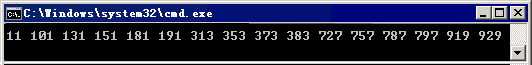 C:\Windows\system32\cmd.exe
11 101 131 151 181 191 313 353 373 383 727 757 787 797 919 929